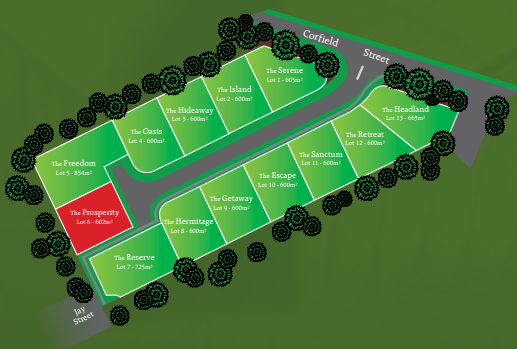 Corfield
Street
The Serene
Lot 1 - 605m²
The Island
Lot 2 - 600m²
The Hideaway
Lot 3 - 600m²
The Oasis
Lot 4 - 600m²
The Freedom
Lot 5 - 834m²
The Prosperity
Lot 6 - 602m²
The Reserve
Lot 7 - 725m²
The Hermitage
Lot 8 - 600m²
The Getaway
Lot 9 - 600m²
The Escape
Lot 10 - 600m²
The Sanctum
Lot 11 - 600m²
The Retreat
Lot 12 - 600m²
The Headland
Lot 13 - 663m²
Jay
Street